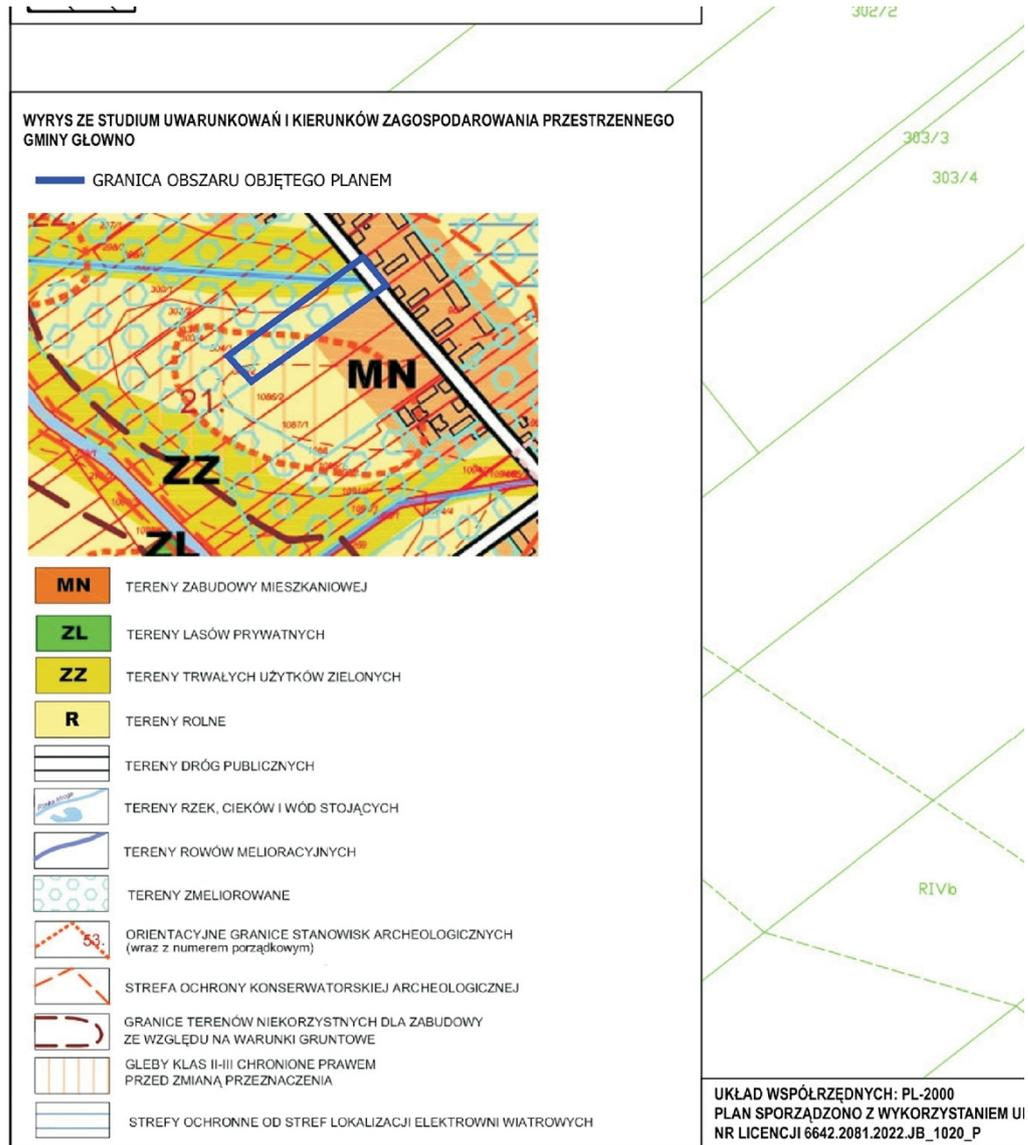 302/2
WYRYS ZE STUDIUM UWARUNKOWAŃ I KIERUNKÓW ZAGOSPODAROWANIA PRZESTRZENNEGO
GMINY GŁOWNO
GRANICA OBSZARU OBJĘTEGO PLANEM
303/3
303/4
MN
21.
1086/2
1087/1
ZZ
ZL
MN TERENY ZABUDOWY MIESZKANIOWEJ
ZL TERENY LASÓW PRYWATNYCH
ZZ TERENY TRWAŁYCH UŻYTKÓW ZIELONYCH
R TERENY ROLNE
TERENY DRÓG PUBLICZNYCH
TERENY RZEK, CIEKÓW I WÓD STOJĄCYCH
TERENY ROWÓW MELIORACYJNYCH
TERENY ZMELIOROWANE
53. ORIENTACYJNE GRANICE STANOWISK ARCHEOLOGICZNYCH
(wraz z numerem porządkowym)
STREFA OCHRONY KONSERWATORSKIEJ ARCHEOLOGICZNEJ
GRANICE TERENÓW NIEKORZYSTNYCH DLA ZABUDOWY
ZE WZGLĘDU NA WARUNKI GRUNTOWE
GLEBY KLAS II-III CHRONIONE PRAWEM
PRZED ZMIANĄ PRZEZNACZENIA
STREFY OCHRONNE OD STREF LOKALIZACJI ELEKTROWNI WIATROWYCH
RIVb
UKŁAD WSPÓŁRZĘDNYCH: PL-2000
PLAN SPORZĄDZONO Z WYKORZYSTANIEM
NR LICENCJI 6642.2081.2022.JB_1020_P